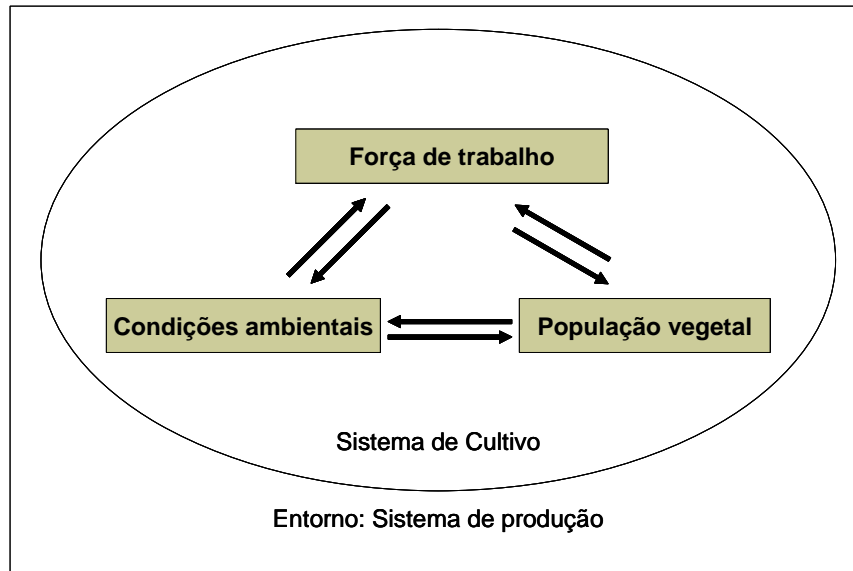 Força de trabalho
Condições ambientais
População vegetal
Sistema de Cultivo
Entorno: Sistema de produção